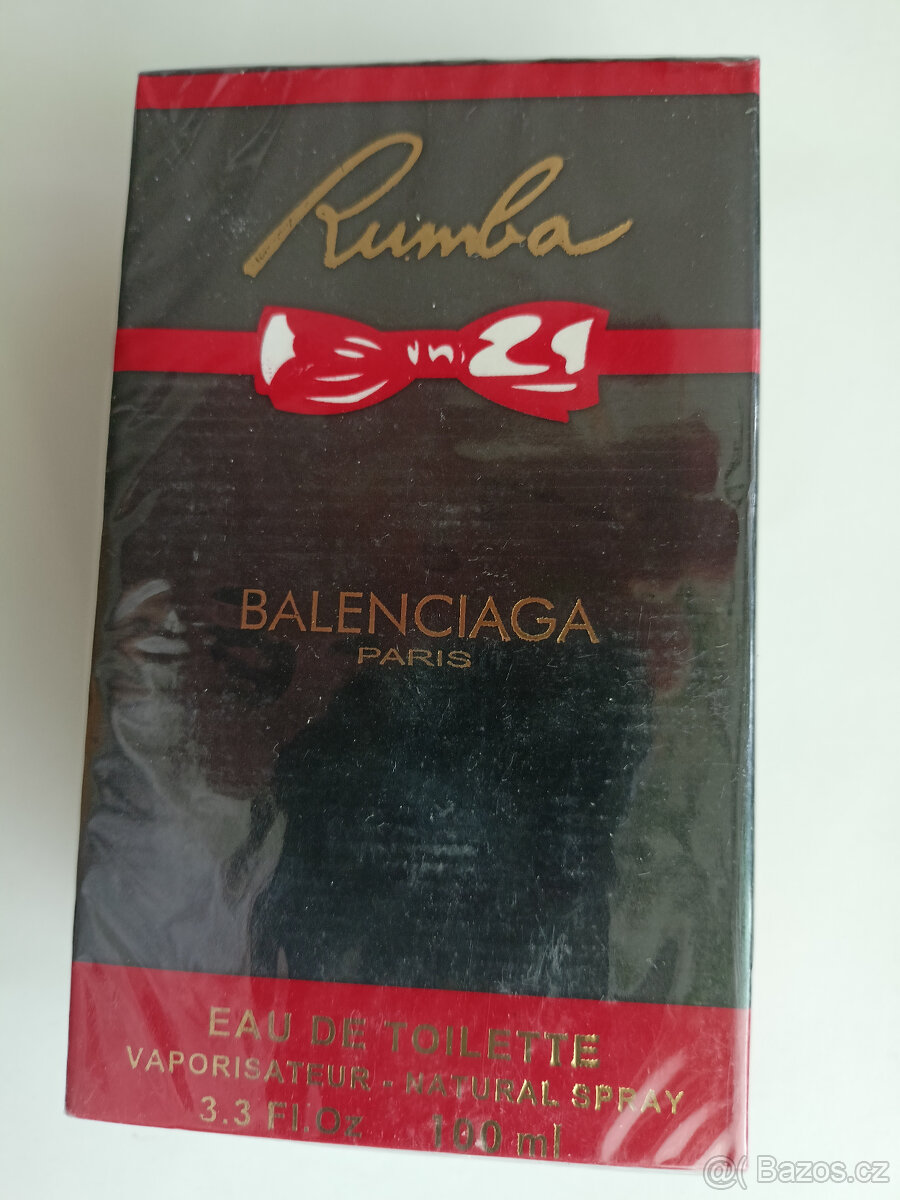 Rumba
BALENCIAGA
PARIS
EAU DE TOILETTE
VAPORISATEUR - NATURAL SPRAY
3.3 Fl.Oz 100 ml
@ Bazos.cz